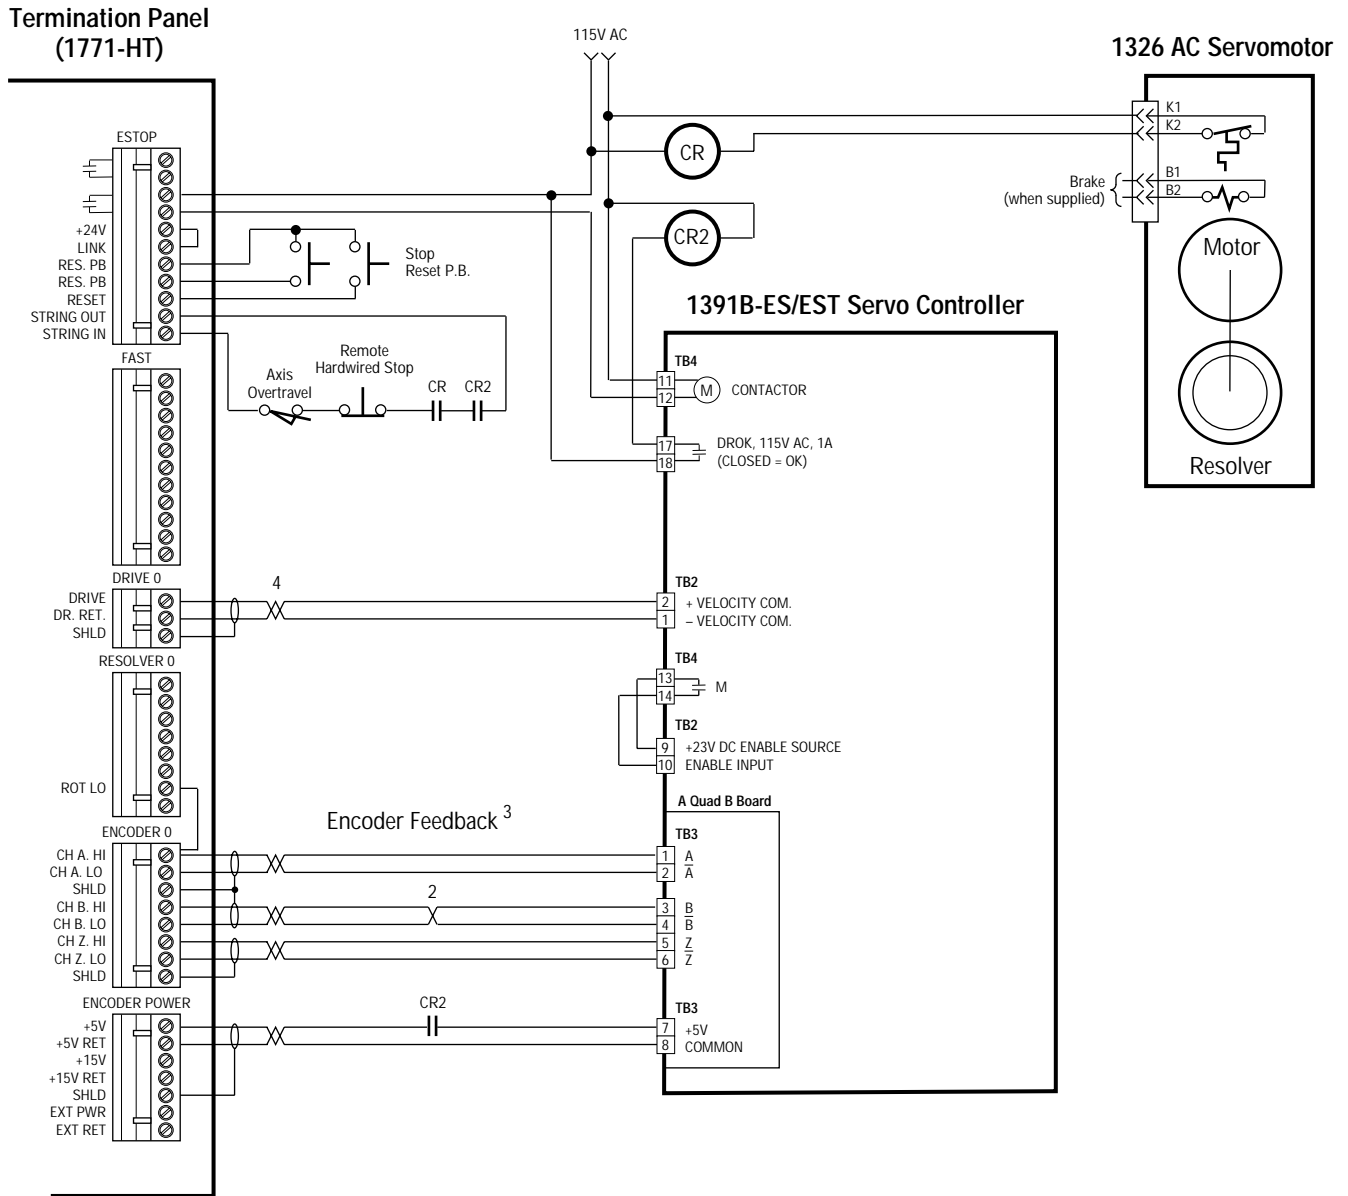 Termination Panel
(1771-HT)
115V AC
1326 AC Servomotor
ESTOP
+24V
LINK
RES. PB
RES. PB
RESET
STRING OUT
STRING IN
Stop
Reset P.B.
CR
CR2
K1
K2
B1
B2
Brake
(when supplied)
Motor
Resolver
Axis
Overtravel
Remote
Hardwired Stop
CR
CR2
1391B-ES/EST Servo Controller
TB4
11
12
M
CONTACTOR
17
18
DROK, 115V AC, 1A
(CLOSED = OK)
FAST
DRIVE 0
DRIVE
DR. RET.
SHLD
4
TB2
2
+ VELOCITY COM.
1
– VELOCITY COM.
RESOLVER 0
ROT LO
TB4
13
14
M
TB2
9
+23V DC ENABLE SOURCE
10
ENABLE INPUT
A Quad B Board
Encoder Feedback 3
ENCODER 0
CH A. HI
CH A. LO
SHLD
CH B. HI
CH B. LO
CH Z. HI
CH Z. LO
SHLD
2
TB3
1 A
2 A̅
3 B
4 B̅
5 Z
6 Z̅
ENCODER POWER
+5V
+5V RET
+15V
+15V RET
SHLD
EXT PWR
EXT RET
CR2
TB3
7 +5V
8 COMMON